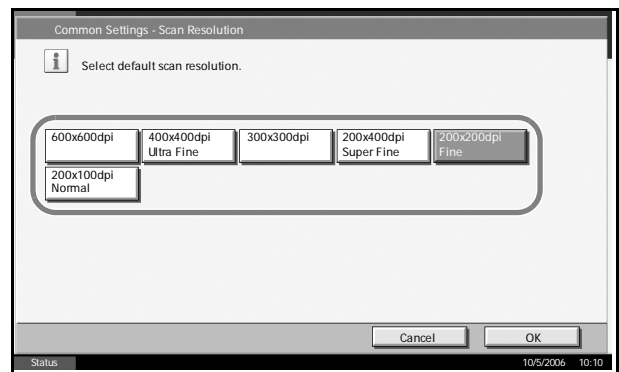 Common Settings - Scan Resolution
Select default scan resolution.
600x600dpi
400x400dpi
Ultra Fine
300x300dpi
200x400dpi
Super Fine
200x200dpi
Fine
200x100dpi
Normal
Cancel
OK
Status
10/5/2006 10:10